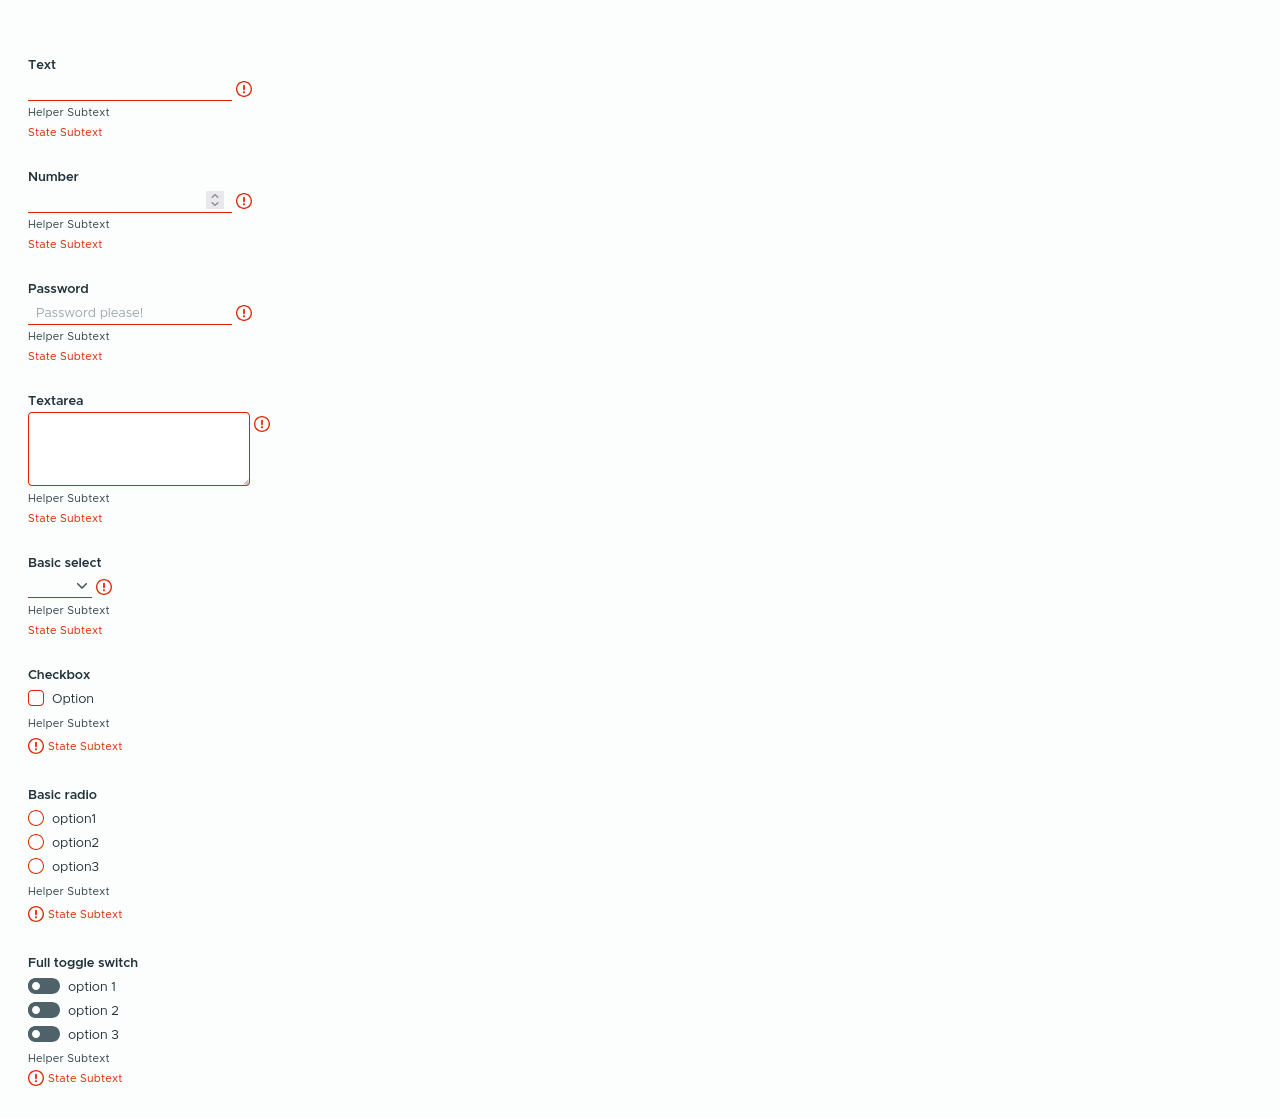 Text
Helper Subtext
State Subtext
Number
Helper Subtext
State Subtext
Password
Password please!
Helper Subtext
State Subtext
Textarea
Helper Subtext
State Subtext
Basic select
Helper Subtext
State Subtext
Checkbox
Option
Helper Subtext
State Subtext
Basic radio
option1
option2
option3
Helper Subtext
State Subtext
Full toggle switch
option 1
option 2
option 3
Helper Subtext
State Subtext